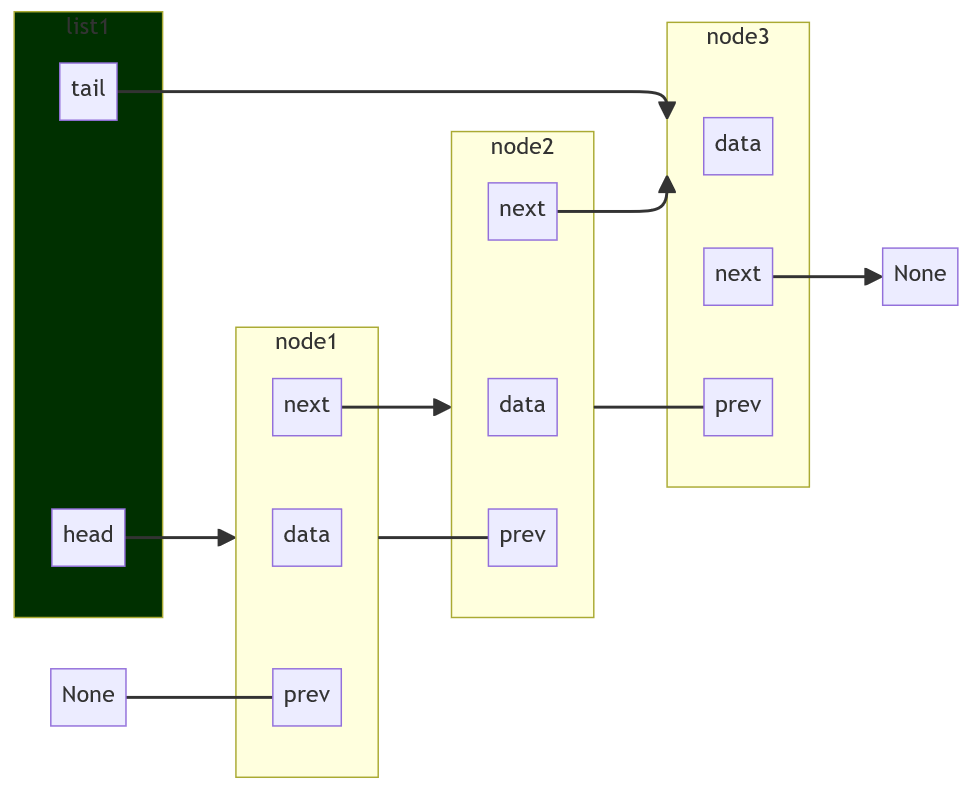 list1
tail
head
None
node1
next
data
prev
node2
next
data
prev
node3
data
next
prev
None